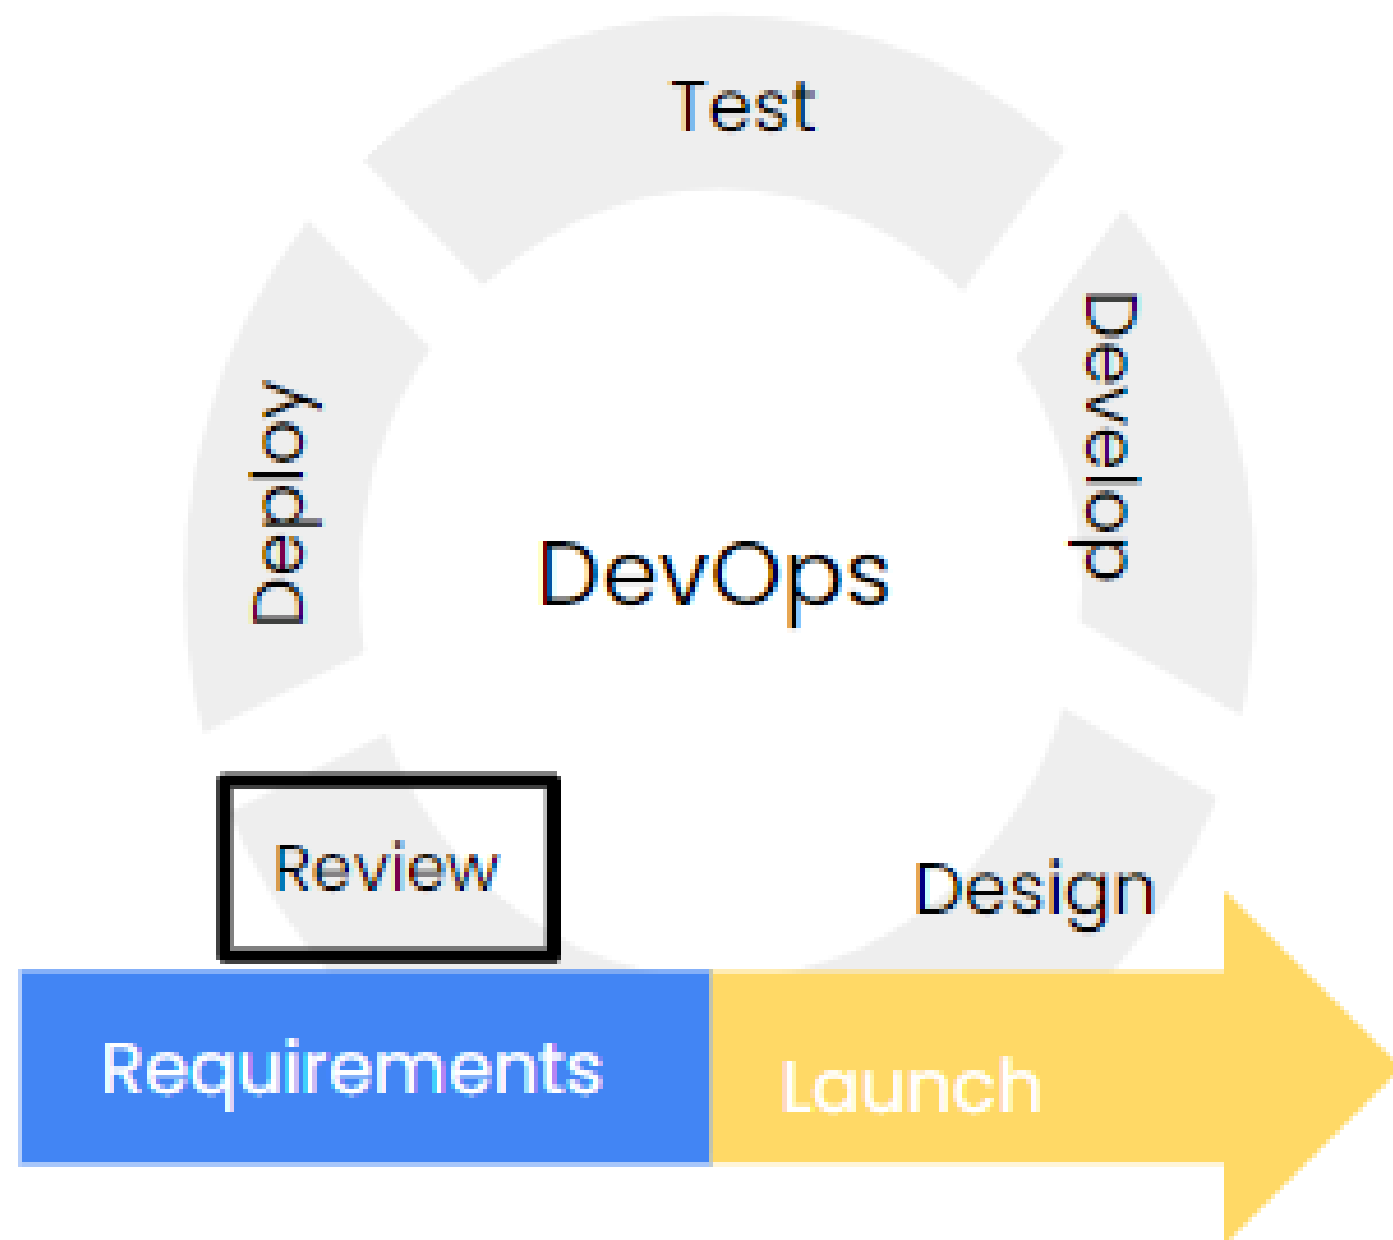 Test
Develop
Deploy
DevOps
Review
Design
Requirements
Launch